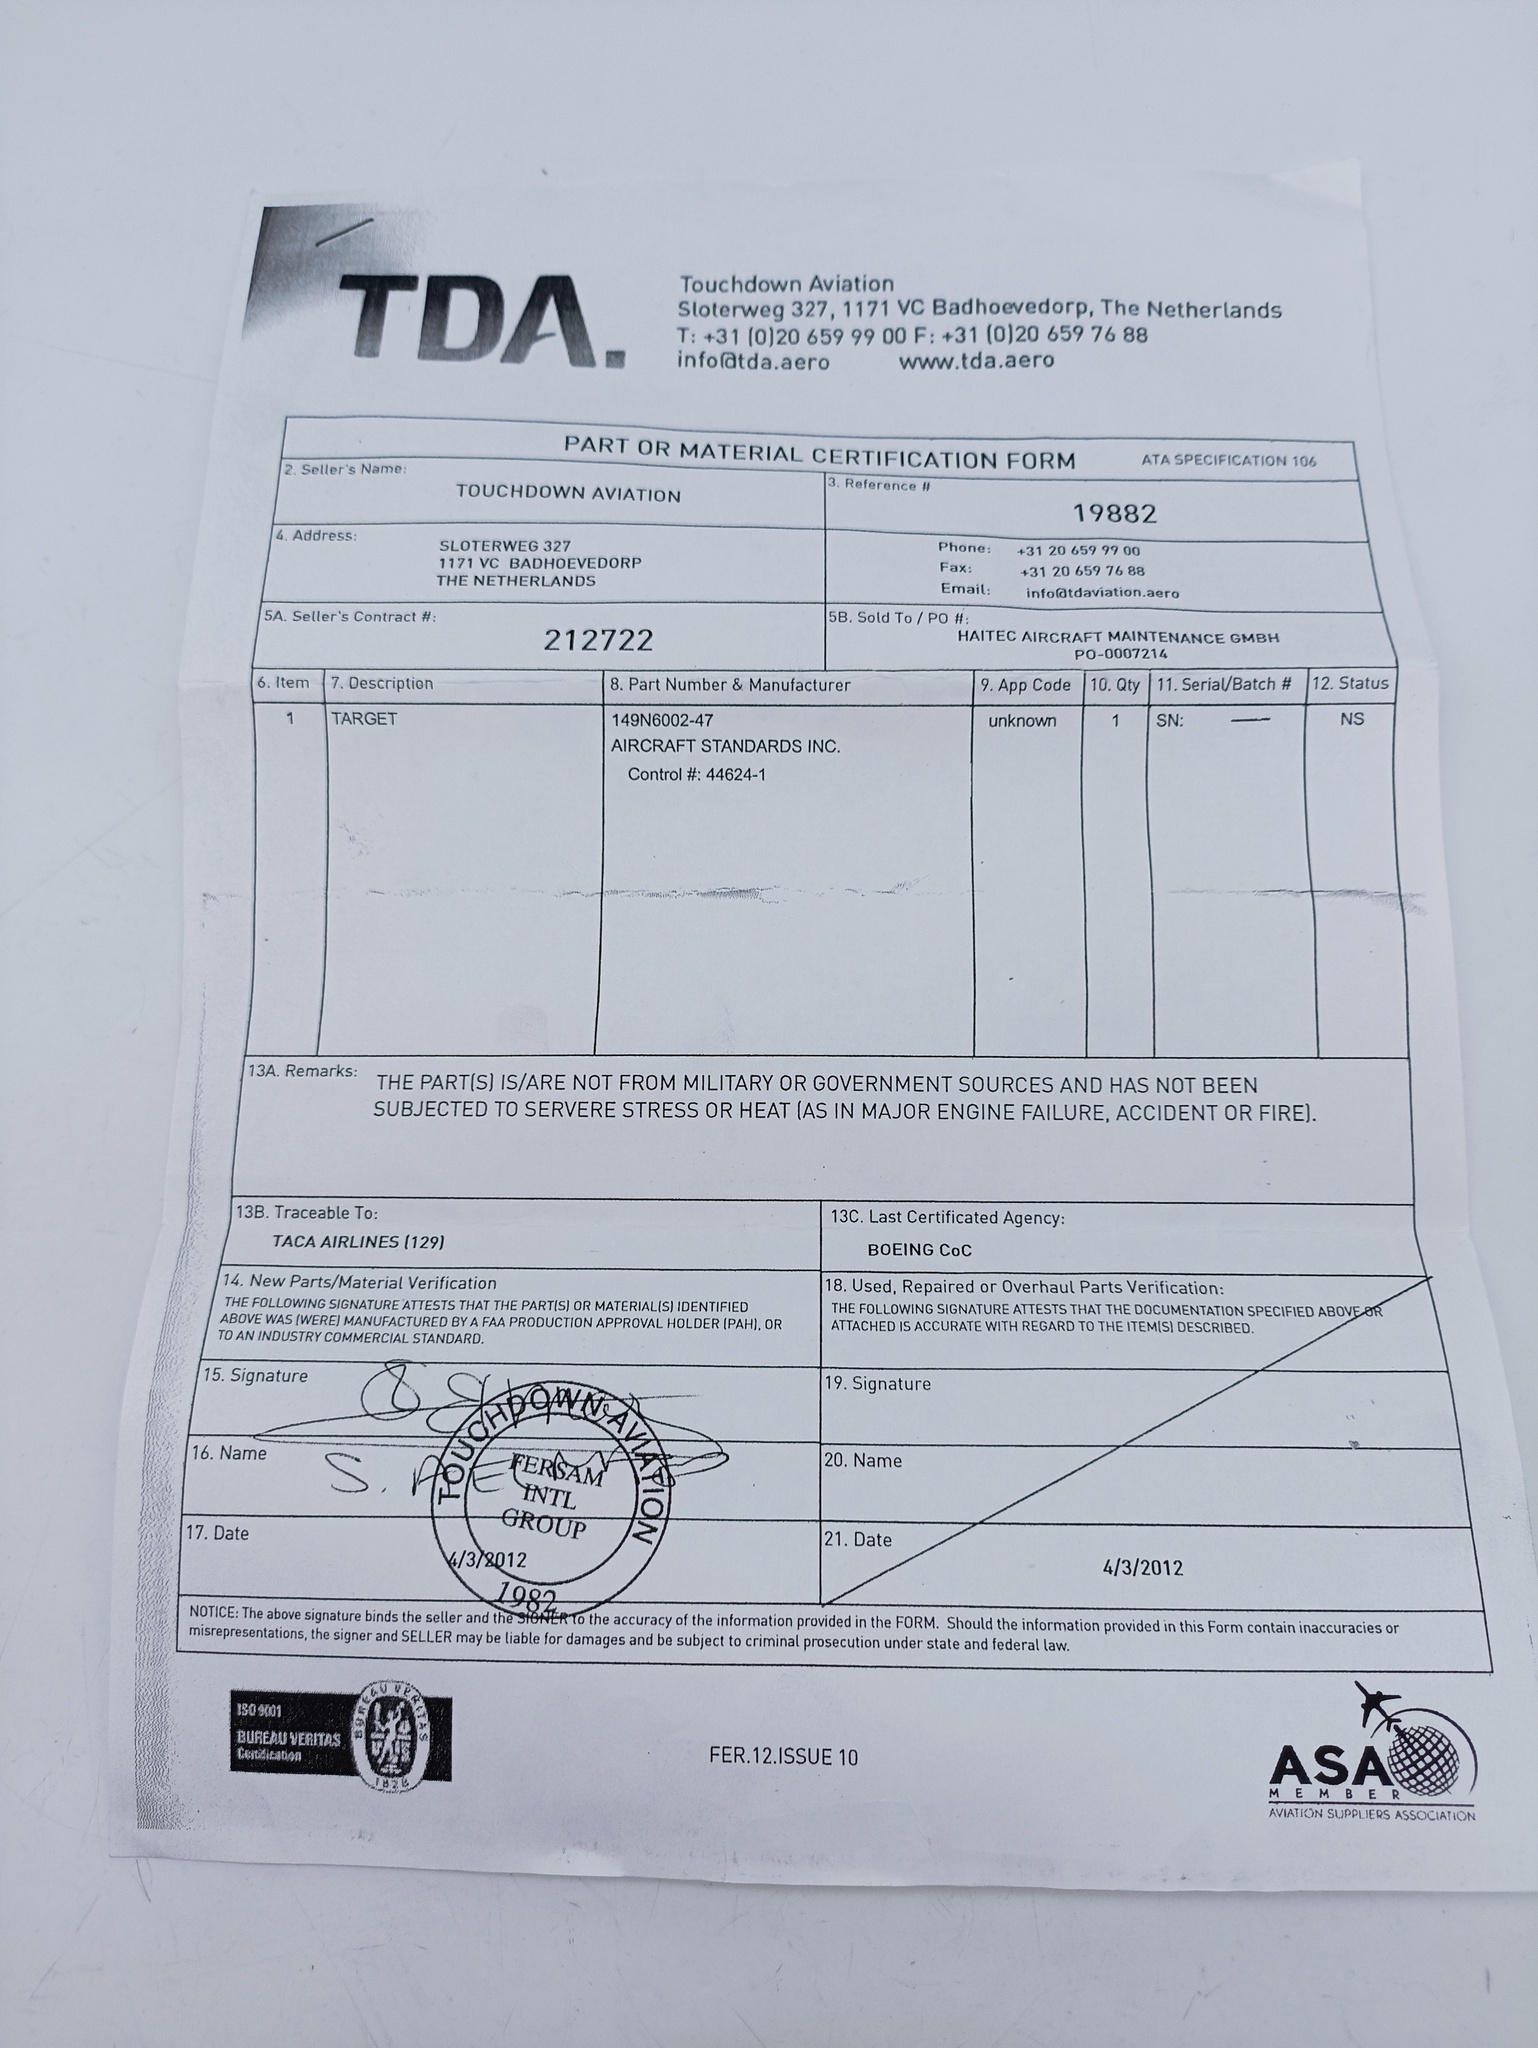 TDA.
Touchdown Aviation
Sloterweg 327, 1171 VC Badhoevedorp, The Netherlands
T: +31 (0)20 659 99 00 F: +31 (0)20 659 76 88
info@tda.aero www.tda.aero
PART OR MATERIAL CERTIFICATION FORM ATA SPECIFICATION 106
2. Seller's Name:
TOUCHDOWN AVIATION
3. Reference #
19882
4. Address:
SLOTERWEG 327
1171 VC BADHOEVEDORP
THE NETHERLANDS
Phone: +31 20 659 99 00
Fax: +31 20 659 76 88
Email: info@tdaviation.aero
5A. Seller's Contract #:
212722
5B. Sold To / PO #:
HAITEC AIRCRAFT MAINTENANCE GMBH
PO-0007214
6. Item 7. Description 8. Part Number & Manufacturer 9. App Code 10. Qty 11. Serial/Batch # 12. Status
1 TARGET 149N6002-47 unknown 1 SN: — NS
AIRCRAFT STANDARDS INC.
Control #: 44624-1
13A. Remarks: THE PART(S) IS/ARE NOT FROM MILITARY OR GOVERNMENT SOURCES AND HAS NOT BEEN
SUBJECTED TO SERVERE STRESS OR HEAT (AS IN MAJOR ENGINE FAILURE, ACCIDENT OR FIRE).
13B. Traceable To:
TACA AIRLINES (129)
13C. Last Certificated Agency:
BOEING CoC
14. New Parts/Material Verification
THE FOLLOWING SIGNATURE ATTESTS THAT THE PART(S) OR MATERIAL(S) IDENTIFIED
ABOVE WAS (WERE) MANUFACTURED BY A FAA PRODUCTION APPROVAL HOLDER (PAH), OR
TO AN INDUSTRY COMMERCIAL STANDARD.
18. Used, Repaired or Overhaul Parts Verification:
THE FOLLOWING SIGNATURE ATTESTS THAT THE DOCUMENTATION SPECIFIED ABOVE OR
ATTACHED IS ACCURATE WITH REGARD TO THE ITEM(S) DESCRIBED.
15. Signature
19. Signature
16. Name
S.
20. Name
TOUCHDOWN AVIATION
FERSAM
INTL
GROUP
1982
17. Date
4/3/2012
21. Date
4/3/2012
NOTICE: The above signature binds the seller and the SIGNER to the accuracy of the information provided in the FORM. Should the information provided in this Form contain inaccuracies or
misrepresentations, the signer and SELLER may be liable for damages and be subject to criminal prosecution under state and federal law.
ISO 9001
BUREAU VERITAS
Certification
BUREAU VERITAS
1828
FER.12.ISSUE 10
ASA
MEMBER
AVIATION SUPPLIERS ASSOCIATION